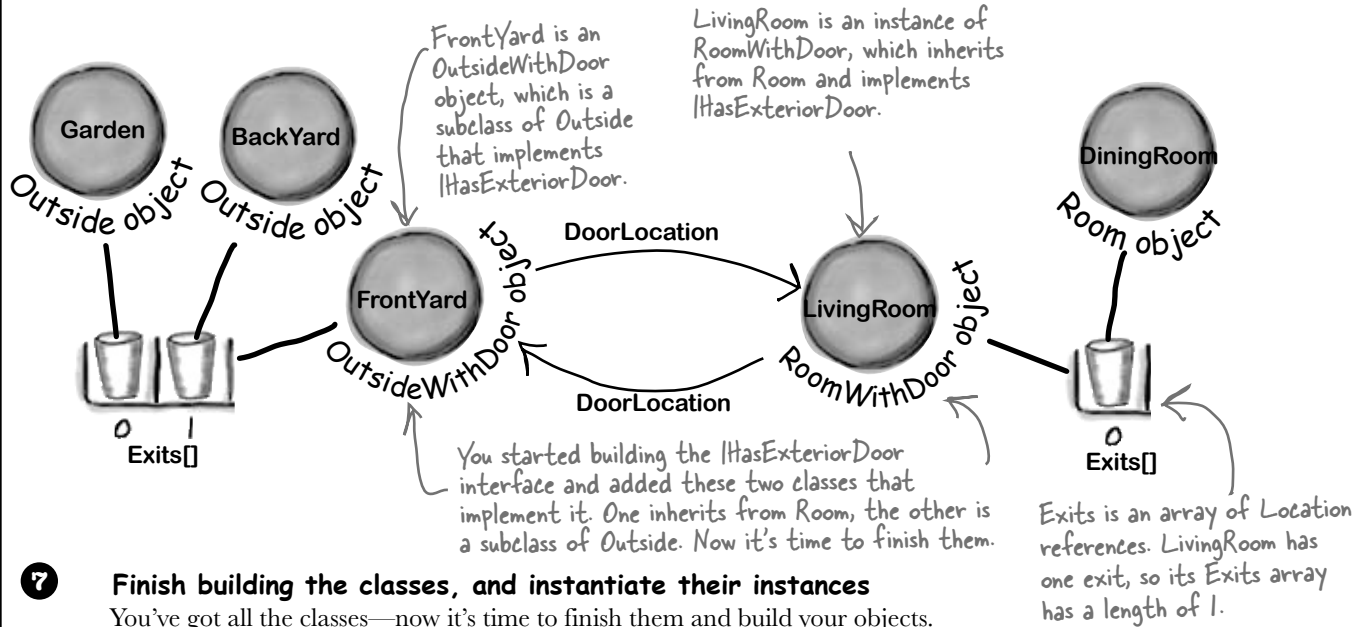 FrontYard is an
OutsideWithDoor
object, which is a
subclass of Outside
that implements
IHasExteriorDoor.
LivingRoom is an instance of
RoomWithDoor, which inherits
from Room and implements
IHasExteriorDoor.
Garden
Outside object
BackYard
Outside object
DiningRoom
Room object
DoorLocation
FrontYard
OutsideWithDoor object
LivingRoom
RoomWithDoor object
DoorLocation
0
1
Exits[]
0
Exits[]
You started building the IHasExteriorDoor
interface and added these two classes that
implement it. One inherits from Room, the other is
a subclass of Outside. Now it's time to finish them.
Exits is an array of Location
references. LivingRoom has
one exit, so its Exits array
has a length of 1.
7 Finish building the classes, and instantiate their instances
You've got all the classes—now it's time to finish them and build your objects.